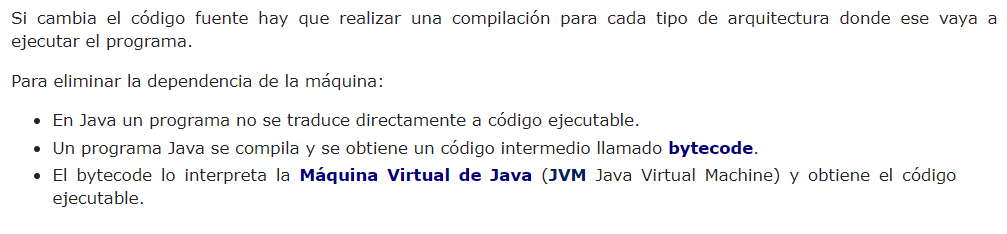 Si cambia el código fuente hay que realizar una compilación para cada tipo de arquitectura donde ese vaya a
ejecutar el programa.
Para eliminar la dependencia de la máquina:
• En Java un programa no se traduce directamente a código ejecutable.
• Un programa Java se compila y se obtiene un código intermedio llamado bytecode.
• El bytecode lo interpreta la Máquina Virtual de Java (JVM Java Virtual Machine) y obtiene el código
ejecutable.